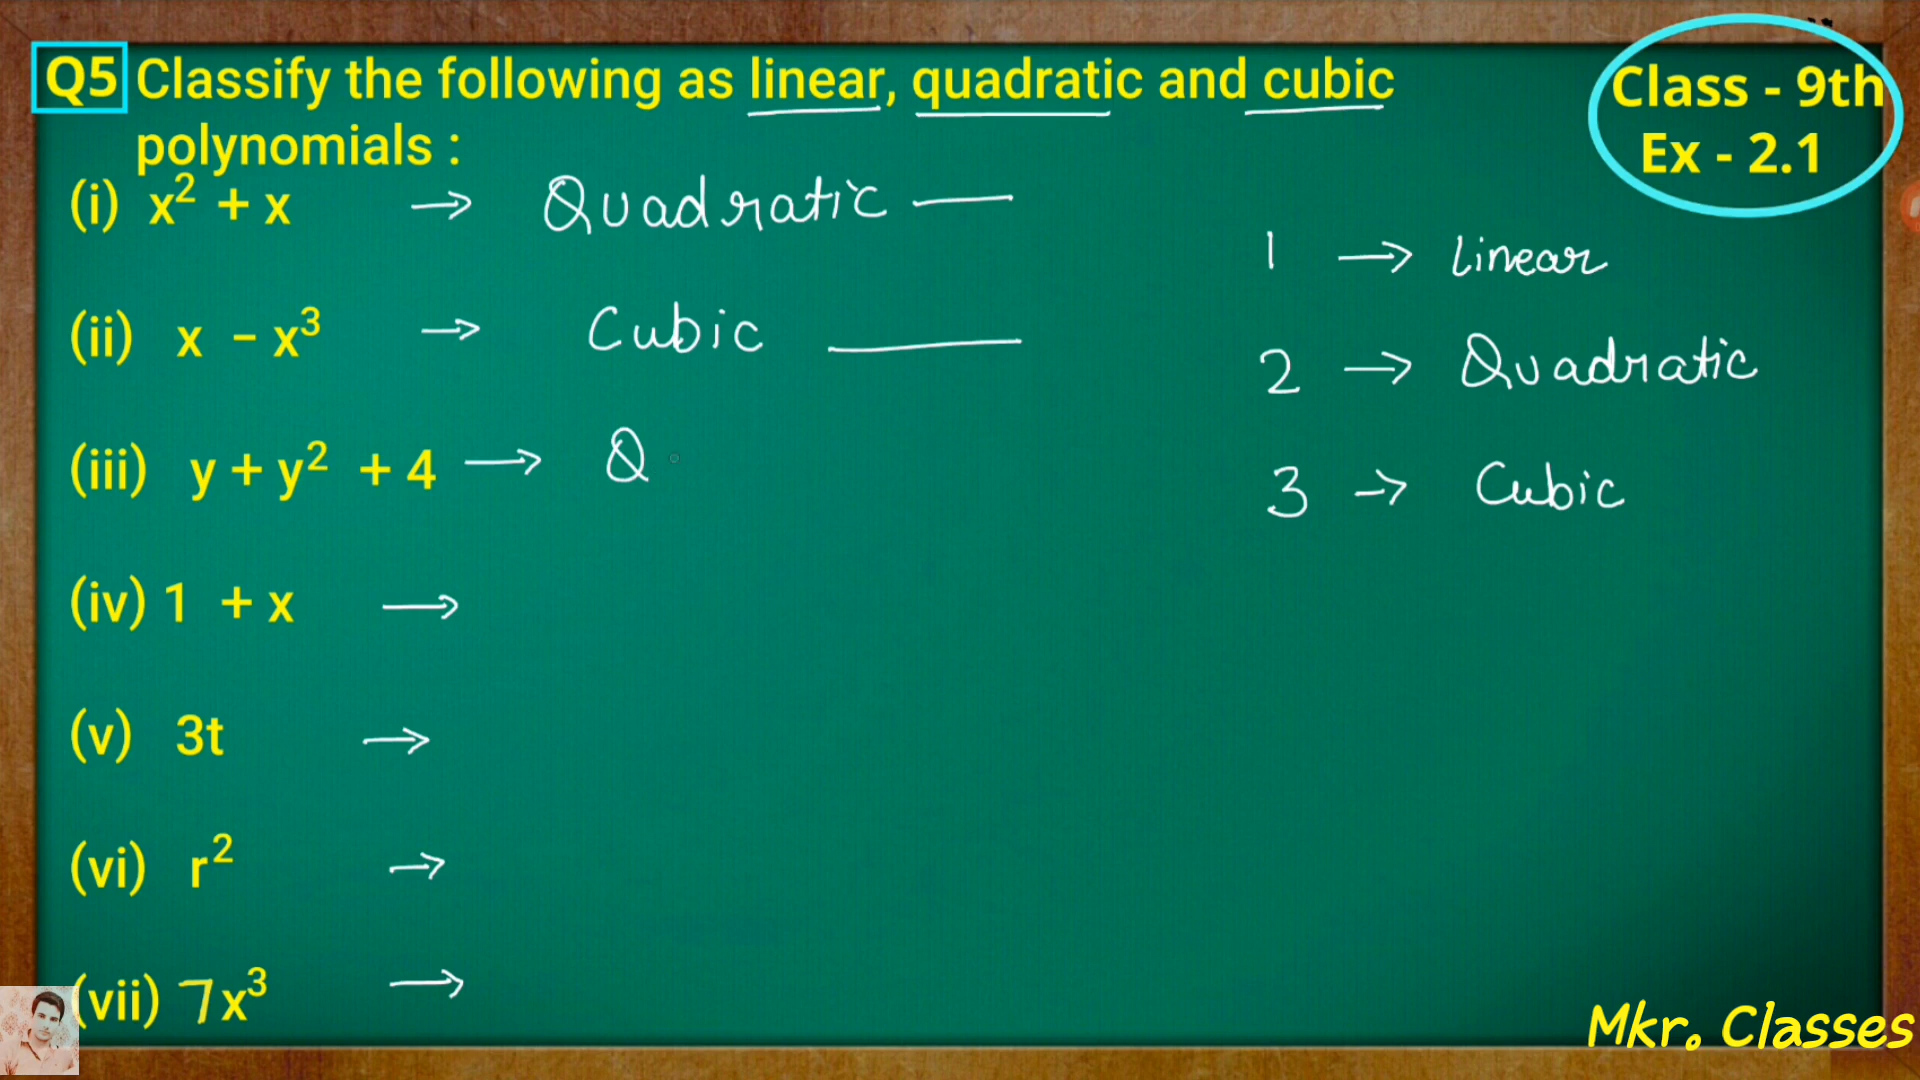 Q5 Classify the following as linear, quadratic and cubic
polynomials :
Class - 9th
Ex - 2.1
(i) x² + x → Quadratic —
(ii) x - x³ → Cubic —
(iii) y + y² + 4 → Q
(iv) 1 + x →
(v) 3t →
(vi) r² →
(vii) 7x³ →
1 → Linear
2 → Quadratic
3 → Cubic
Mkr. Classes